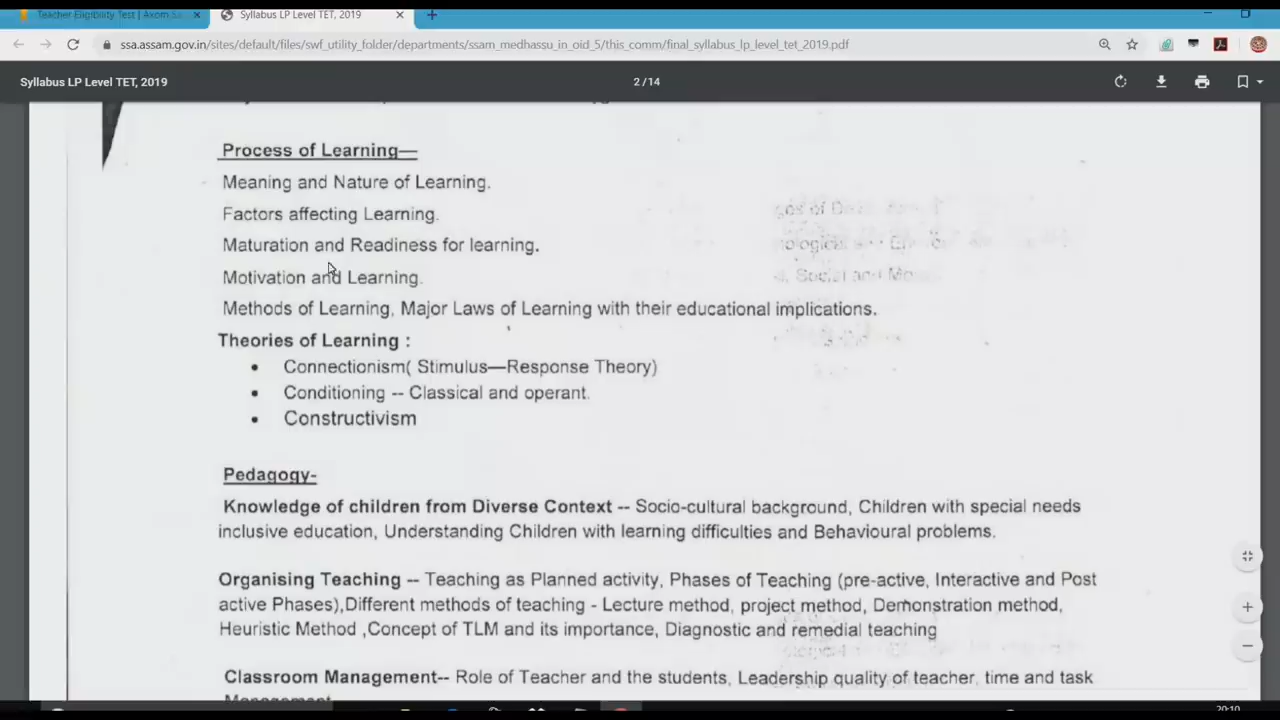 Teacher Eligibility Test | Axom
Syllabus LP Level TET, 2019
ssa.assam.gov.in/sites/default/files/swf_utility_folder/departments/ssam_medhassu_in_oid_5/this_comm/final_syllabus_lp_level_tet_2019.pdf
Syllabus LP Level TET, 2019
2/14
Process of Learning—
Meaning and Nature of Learning.
Factors affecting Learning.
Maturation and Readiness for learning.
Motivation and Learning.
Methods of Learning, Major Laws of Learning with their educational implications.
Theories of Learning :
• Connectionism( Stimulus—Response Theory)
• Conditioning -- Classical and operant.
• Constructivism
Pedagogy-
Knowledge of children from Diverse Context -- Socio-cultural background, Children with special needs
inclusive education, Understanding Children with learning difficulties and Behavioural problems.
Organising Teaching -- Teaching as Planned activity, Phases of Teaching (pre-active, Interactive and Post
active Phases),Different methods of teaching - Lecture method, project method, Demonstration method,
Heuristic Method ,Concept of TLM and its importance, Diagnostic and remedial teaching
Classroom Management-- Role of Teacher and the students, Leadership quality of teacher, time and task
Management
20:10